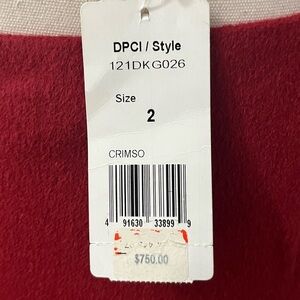 DPCI / Style
121DKG026
Size
2
CRIMSO
4 91630 33899 9
$750.00